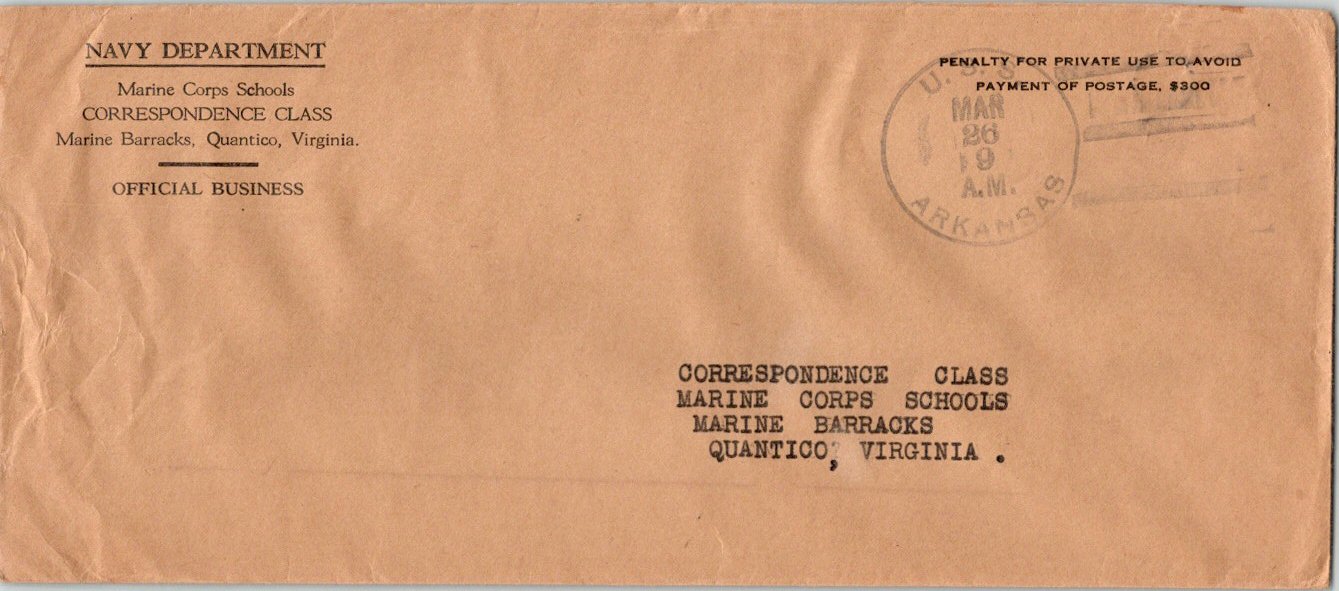 NAVY DEPARTMENT
Marine Corps Schools
CORRESPONDENCE CLASS
Marine Barracks, Quantico, Virginia.
OFFICIAL BUSINESS
PENALTY FOR PRIVATE USE TO AVOID
PAYMENT OF POSTAGE, $300
U.S.S.
MAR
26
9
A.M.
ARKANSAS
CORRESPONDENCE CLASS
MARINE CORPS SCHOOLS
MARINE BARRACKS
QUANTICO, VIRGINIA .